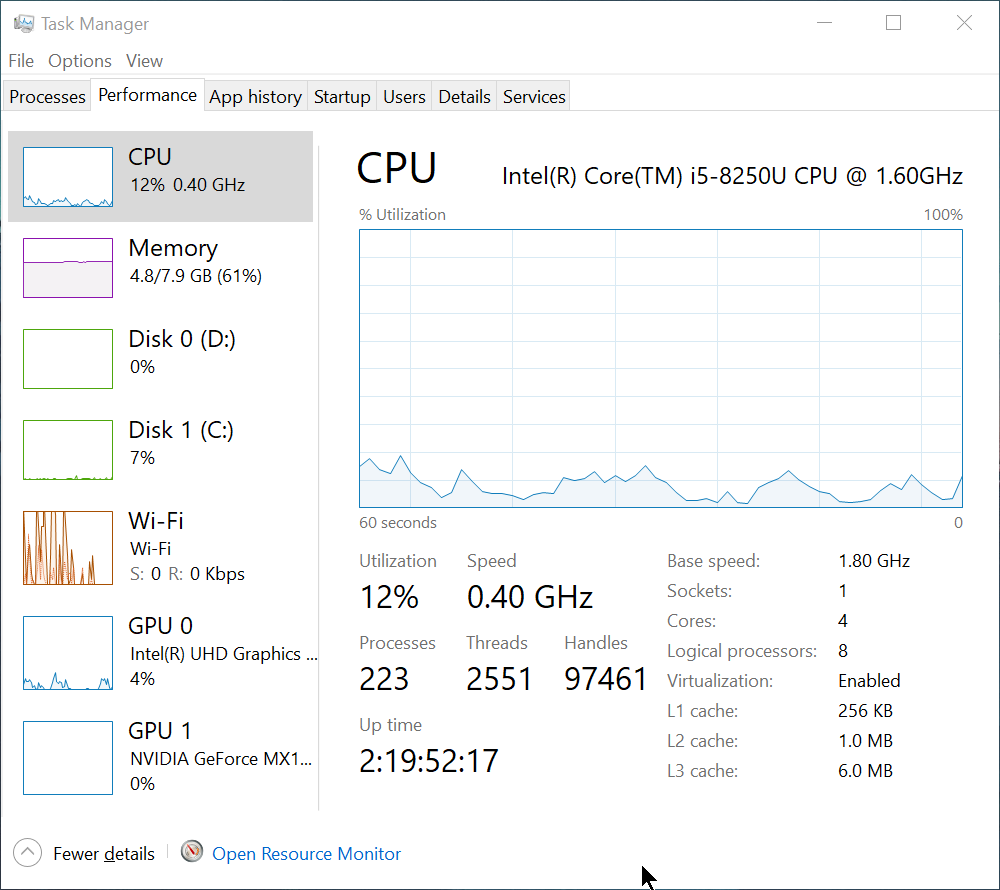 Task Manager
File Options View
Processes Performance App history Startup Users Details Services
CPU
12% 0.40 GHz
Memory
4.8/7.9 GB (61%)
Disk 0 (D:)
0%
Disk 1 (C:)
7%
Wi-Fi
Wi-Fi
S: 0 R: 0 Kbps
GPU 0
Intel(R) UHD Graphics ...
4%
GPU 1
NVIDIA GeForce MX1...
0%
CPU Intel(R) Core(TM) i5-8250U CPU @ 1.60GHz
% Utilization 100%
60 seconds 0
Utilization Speed
12% 0.40 GHz
Processes Threads Handles
223 2551 97461
Up time
2:19:52:17
Base speed: 1.80 GHz
Sockets: 1
Cores: 4
Logical processors: 8
Virtualization: Enabled
L1 cache: 256 KB
L2 cache: 1.0 MB
L3 cache: 6.0 MB
Fewer details Open Resource Monitor